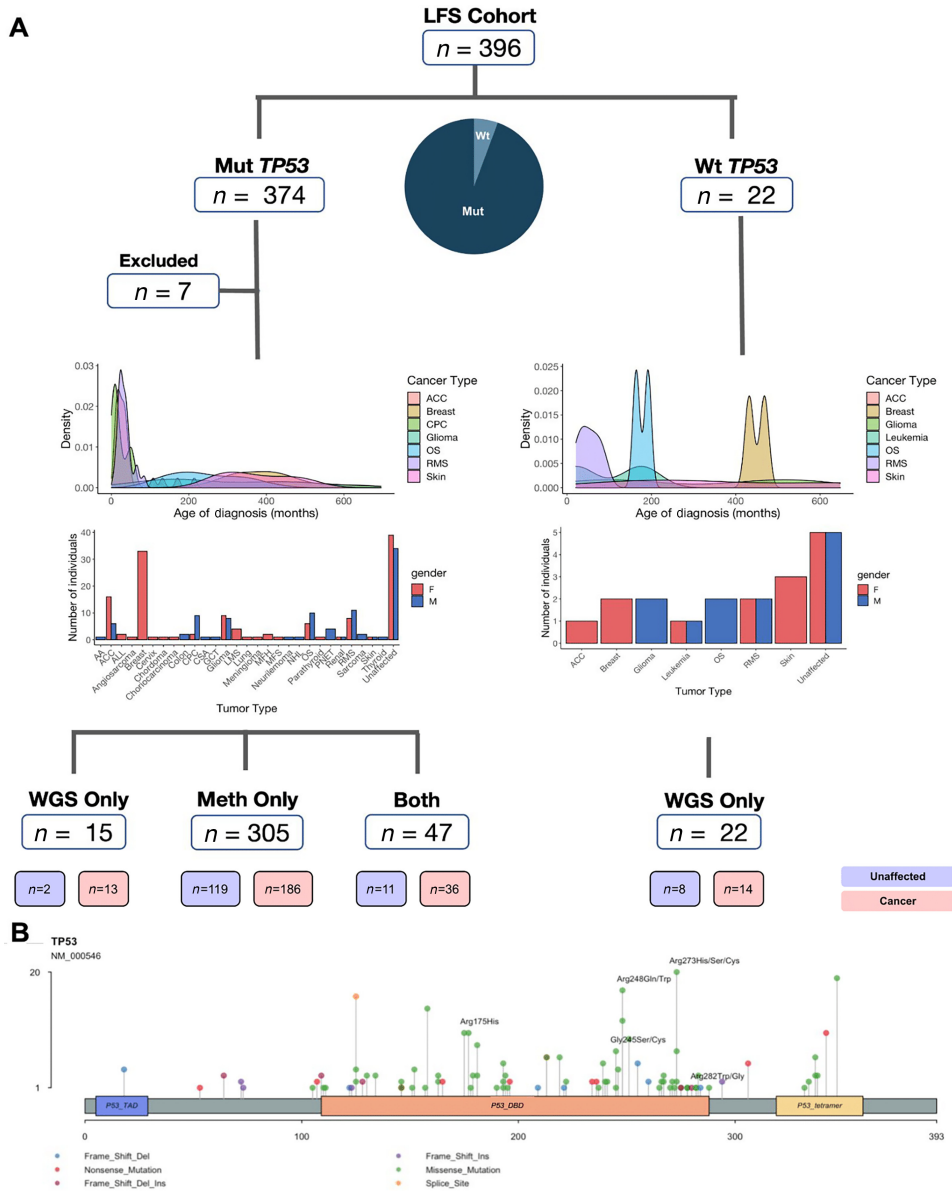 A
LFS Cohort
n = 396
Wt
Mut
Mut TP53
n = 374
Wt TP53
n = 22
Excluded
n = 7
0.03
0.02
0.01
0.00
Density
0
200
400
600
Age of diagnosis (months)
Cancer Type
ACC
Breast
CPC
Glioma
OS
RMS
Skin
0.025
0.020
0.015
0.010
0.005
0.000
Density
0
200
400
600
Age of diagnosis (months)
Cancer Type
ACC
Breast
Glioma
Leukemia
OS
RMS
Skin
40
30
20
10
0
Number of individuals
AA
ACC
ALL
Angiosarcoma
Breast
Cervix
Chordoma
Choriocarcinoma
Colon
CPC
CSA
GCT
Glioma
LMS
Lung
Meningioma
MFH
MFS
Neurilemoma
NHL
OS
Parathyroid
PNET
Renal
RMS
Sarcoma
Skin
Thyroid
Unaffected
Tumor Type
gender
F
M
5
4
3
2
1
0
Number of individuals
ACC
Breast
Glioma
Leukemia
OS
RMS
Skin
Unaffected
Tumor Type
gender
F
M
WGS Only
n = 15
Meth Only
n = 305
Both
n = 47
WGS Only
n = 22
n=2
n=13
n=119
n=186
n=11
n=36
n=8
n=14
Unaffected
Cancer
B
TP53
NM_000546
20
1
Arg175His
Arg248Gln/Trp
Arg273His/Ser/Cys
Gly245Ser/Cys
Arg282Trp/Gly
P53_TAD
P53_DBD
P53_tetramer
0
100
200
300
393
Frame_Shift_Del
Nonsense_Mutation
Frame_Shift_Del_Ins
Frame_Shift_Ins
Missense_Mutation
Splice_Site